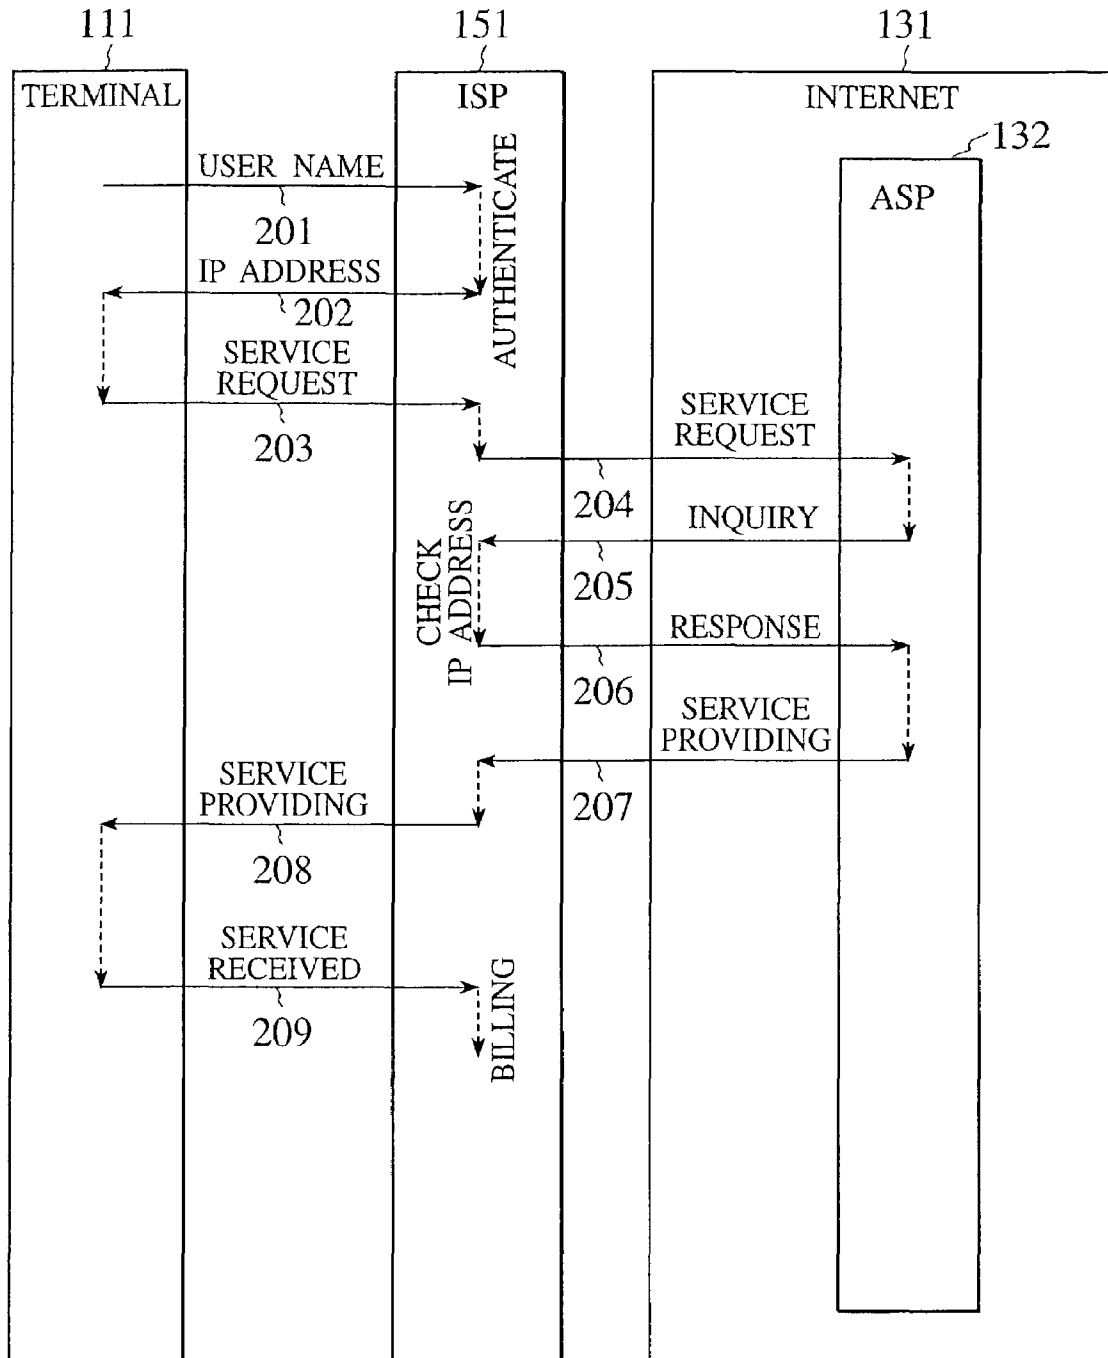 111
151
131
TERMINAL
ISP
INTERNET
132
ASP
USER NAME
201
AUTHENTICATE
IP ADDRESS
202
SERVICE
REQUEST
203
SERVICE
REQUEST
204
INQUIRY
205
CHECK
IP ADDRESS
RESPONSE
206
SERVICE
PROVIDING
207
SERVICE
PROVIDING
208
SERVICE
RECEIVED
209
BILLING